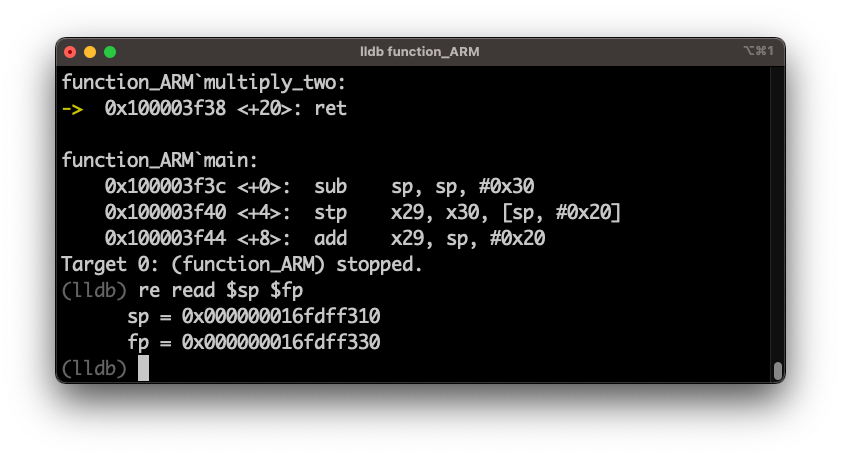 lldb function_ARM
⌥⌘1
function_ARM`multiply_two:
->  0x100003f38 <+20>: ret
function_ARM`main:
    0x100003f3c <+0>:  sub    sp, sp, #0x30
    0x100003f40 <+4>:  stp    x29, x30, [sp, #0x20]
    0x100003f44 <+8>:  add    x29, sp, #0x20
Target 0: (function_ARM) stopped.
(lldb) re read $sp $fp
      sp = 0x000000016fdff310
      fp = 0x000000016fdff330
(lldb)